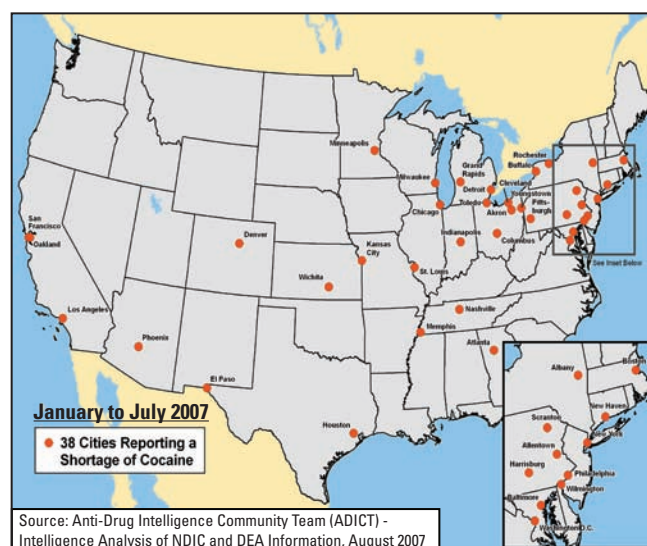 Minneapolis
Milwaukee
Grand
Rapids
Detroit
Chicago
Toledo
Cleveland
Akron
Youngstown
Pitts-
burgh
Rochester
Buffalo
Columbus
Indianapolis
See Inset Below
San
Francisco
Oakland
Denver
Kansas
City
Wichita
St. Louis
Los Angeles
Phoenix
El Paso
Nashville
Memphis
Atlanta
Houston
January to July 2007
38 Cities Reporting a
Shortage of Cocaine
Albany
Boston
New Haven
Scranton
New York
Allentown
Harrisburg
Philadelphia
Wilmington
Baltimore
Washington D.C.
Source: Anti-Drug Intelligence Community Team (ADICT) -
Intelligence Analysis of NDIC and DEA Information, August 2007